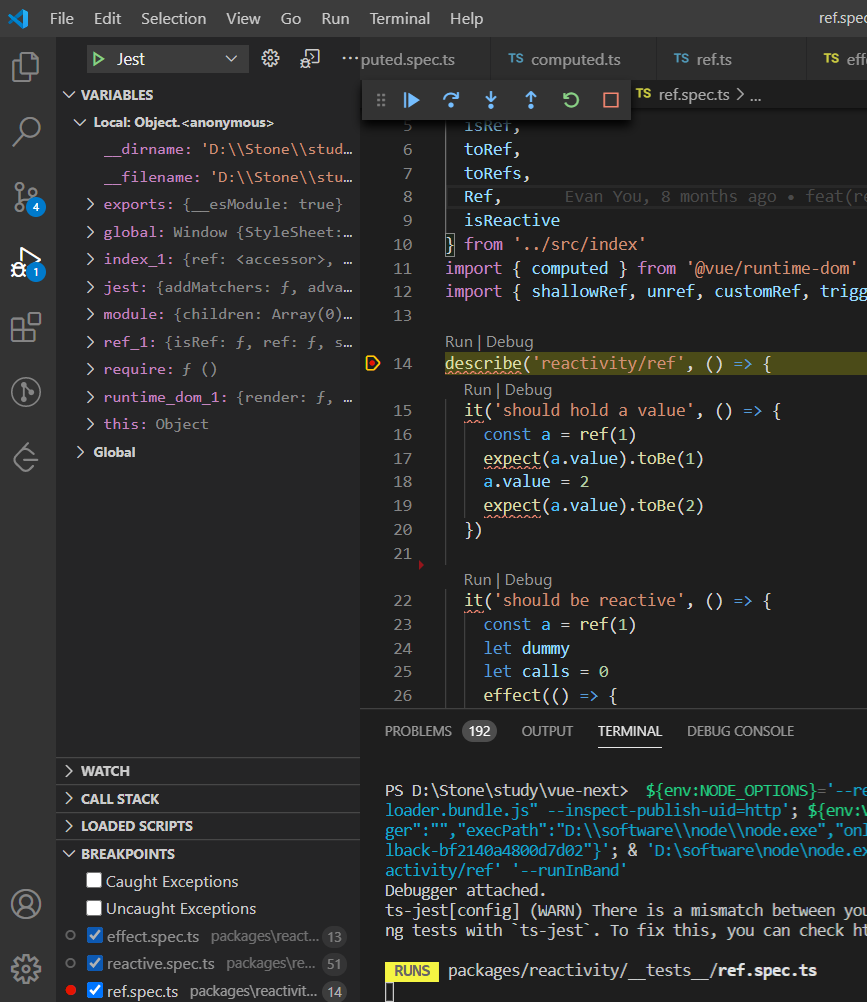 File Edit Selection View Go Run Terminal Help ref.spec
Jest
puted.spec.ts TS computed.ts TS ref.ts TS effe
TS ref.spec.ts > ...
VARIABLES
Local: Object.<anonymous>
__dirname: 'D:\\Stone\\stud...
__filename: 'D:\\Stone\\stu...
exports: {__esModule: true}
global: Window {StyleSheet:...
index_1: {ref: <accessor>, ...
jest: {addMatchers: ƒ, adva...
module: {children: Array(0)...
ref_1: {isRef: ƒ, ref: ƒ, s...
require: ƒ ()
runtime_dom_1: {render: ƒ, ...
this: Object
Global
4
1
5 isRef,
6 toRef,
7 toRefs,
8 Ref, Evan You, 8 months ago • feat(re
9 isReactive
10 } from '../src/index'
11 import { computed } from '@vue/runtime-dom'
12 import { shallowRef, unref, customRef, trigg
13
Run | Debug
14 describe('reactivity/ref', () => {
Run | Debug
15 it('should hold a value', () => {
16 const a = ref(1)
17 expect(a.value).toBe(1)
18 a.value = 2
19 expect(a.value).toBe(2)
20 })
21
Run | Debug
22 it('should be reactive', () => {
23 const a = ref(1)
24 let dummy
25 let calls = 0
26 effect(() => {
WATCH
CALL STACK
LOADED SCRIPTS
BREAKPOINTS
Caught Exceptions
Uncaught Exceptions
effect.spec.ts packages\react... 13
reactive.spec.ts packages\re... 51
ref.spec.ts packages\reactivit... 14
PROBLEMS 192 OUTPUT TERMINAL DEBUG CONSOLE
PS D:\Stone\study\vue-next> ${env:NODE_OPTIONS}='--re
loader.bundle.js" --inspect-publish-uid=http'; ${env:V
ger":"","execPath":"D:\\software\\node\\node.exe","onl
lback-bf2140a4800d7d02"}'; & 'D:\software\node\node.exe
activity/ref' '--runInBand'
Debugger attached.
ts-jest[config] (WARN) There is a mismatch between you
ng tests with `ts-jest`. To fix this, you can check ht
RUNS packages/reactivity/__tests__/ref.spec.ts